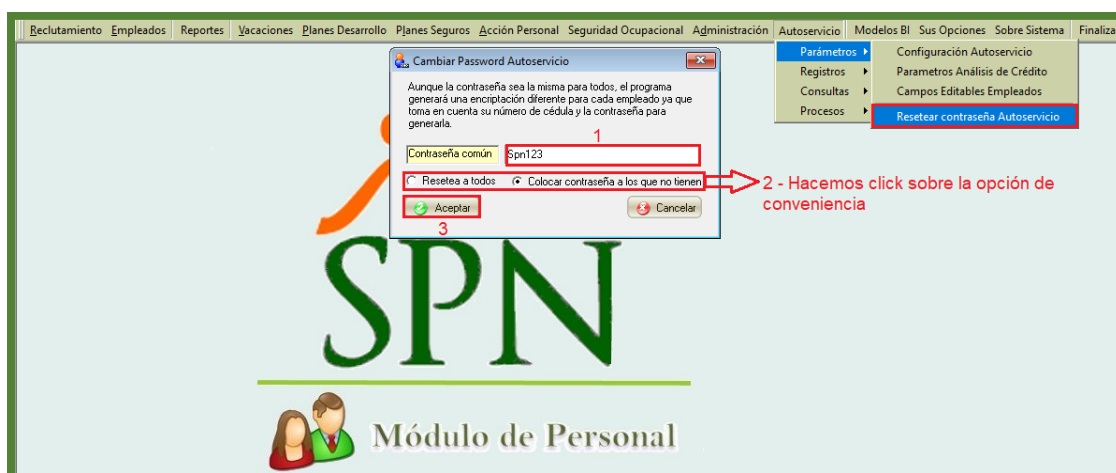 Reclutamiento Empleados Reportes Vacaciones Planes Desarrollo Planes Seguros Acción Personal Seguridad Ocupacional Administración Autoservicio Modelos BI Sus Opciones Sobre Sistema Finaliza
Parámetros
Registros
Consultas
Procesos
Configuración Autoservicio
Parametros Análisis de Crédito
Campos Editables Empleados
Resetear contraseña Autoservicio
Cambiar Password Autoservicio
Aunque la contraseña sea la misma para todos, el programa
generará una encriptación diferente para cada empleado ya que
toma en cuenta su número de cédula y la contraseña para
generarla.
1
Contraseña común Spn123
Resetea a todos Colocar contraseña a los que no tienen
2 - Hacemos click sobre la opción de
conveniencia
Aceptar Cancelar
3
SPN
Módulo de Personal